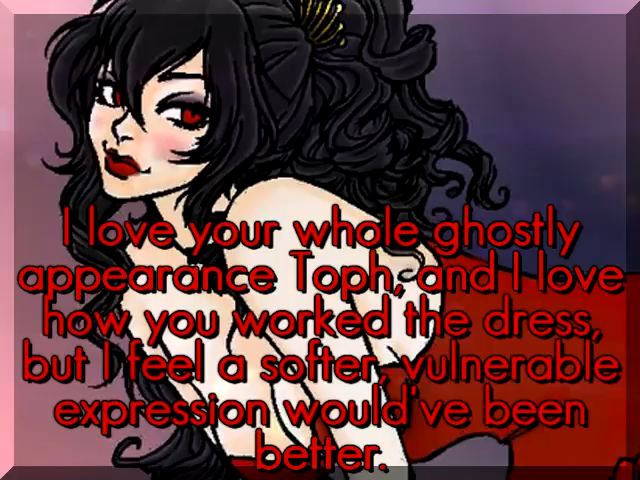 I love your whole ghostly
appearance Toph, and I love
how you worked the dress,
but I feel a softer, vulnerable
expression would've been
better.